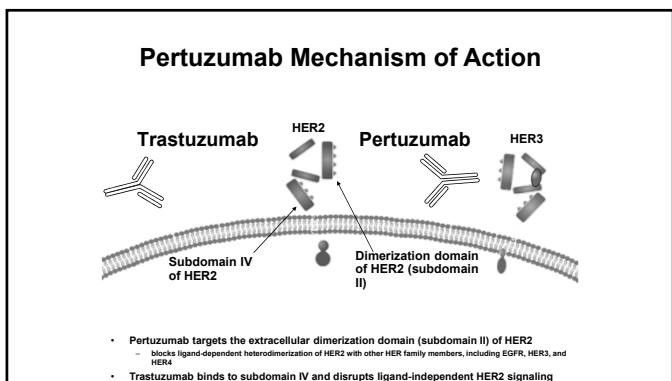 Pertuzumab Mechanism of Action
HER2
Trastuzumab
Pertuzumab
HER3
Subdomain IV
of HER2
Dimerization domain
of HER2 (subdomain
II)
• Pertuzumab targets the extracellular dimerization domain (subdomain II) of HER2
– blocks ligand-dependent heterodimerization of HER2 with other HER family members, including EGFR, HER3, and
HER4
• Trastuzumab binds to subdomain IV and disrupts ligand-independent HER2 signaling